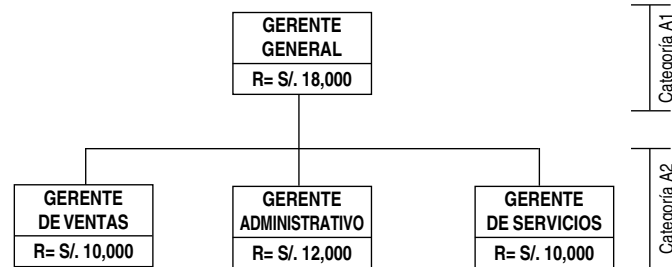 GERENTE
GENERAL
R= S/. 18,000
Categoría A1
GERENTE
DE VENTAS
R= S/. 10,000
GERENTE
ADMINISTRATIVO
R= S/. 12,000
GERENTE
DE SERVICIOS
R= S/. 10,000
Categoría A2